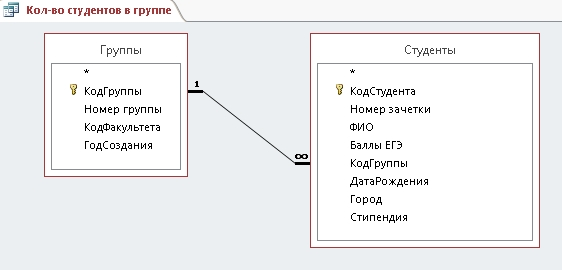 Кол-во студентов в группе
Группы
*
КодГруппы
Номер группы
КодФакультета
ГодСоздания
1
∞
Студенты
*
КодСтудента
Номер зачетки
ФИО
Баллы ЕГЭ
КодГруппы
ДатаРождения
Город
Стипендия